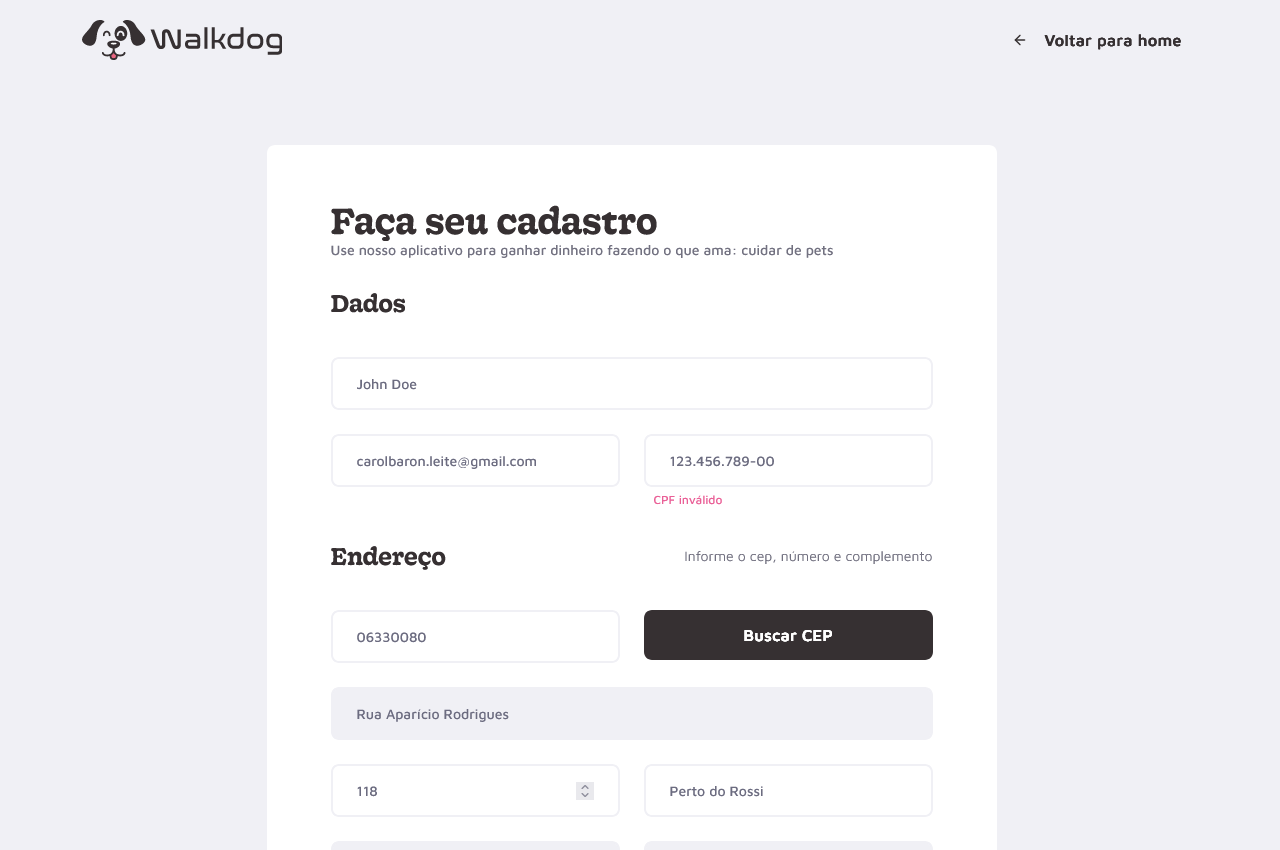 Walkdog
Voltar para home
Faça seu cadastro
Use nosso aplicativo para ganhar dinheiro fazendo o que ama: cuidar de pets
Dados
John Doe
carolbaron.leite@gmail.com
123.456.789-00
CPF inválido
Endereço
Informe o cep, número e complemento
06330080
Buscar CEP
Rua Aparício Rodrigues
118
Perto do Rossi